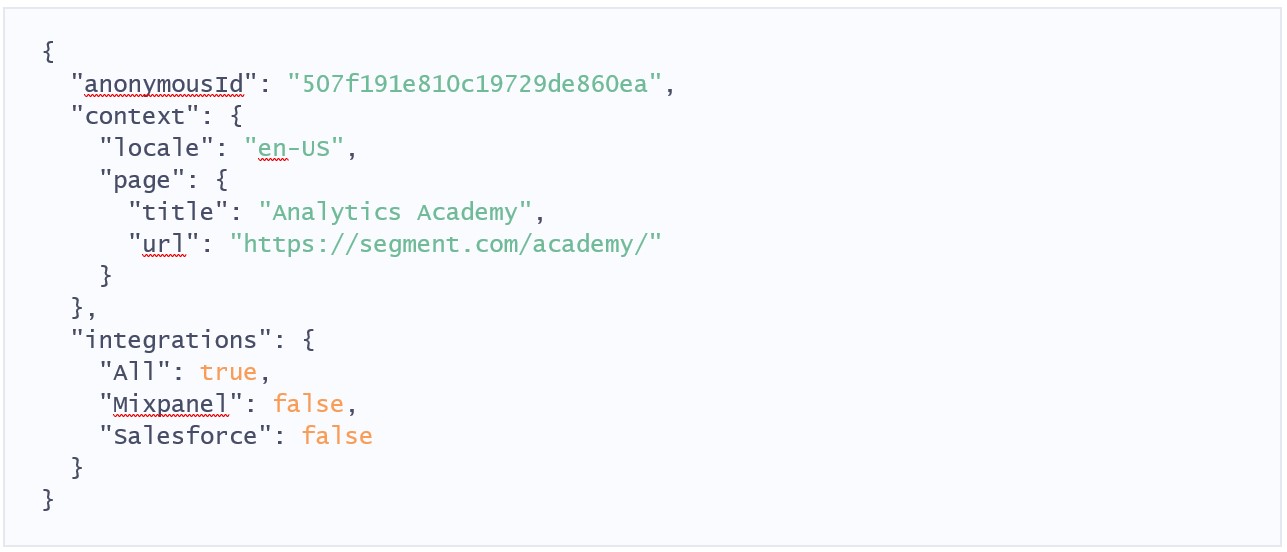 {
  "anonymousId": "507f191e810c19729de860ea",
  "context": {
    "locale": "en-US",
    "page": {
      "title": "Analytics Academy",
      "url": "https://segment.com/academy/"
    }
  },
  "integrations": {
    "All": true,
    "Mixpanel": false,
    "Salesforce": false
  }
}